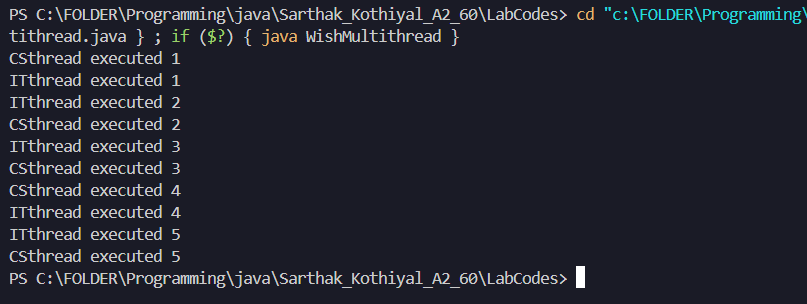 PS C:\FOLDER\Programming\java\Sarthak_Kothiyal_A2_60\LabCodes> cd "c:\FOLDER\Programming\
tithread.java } ; if ($?) { java WishMultithread }
CSthread executed 1
ITthread executed 1
ITthread executed 2
CSthread executed 2
ITthread executed 3
CSthread executed 3
CSthread executed 4
ITthread executed 4
ITthread executed 5
CSthread executed 5
PS C:\FOLDER\Programming\java\Sarthak_Kothiyal_A2_60\LabCodes>